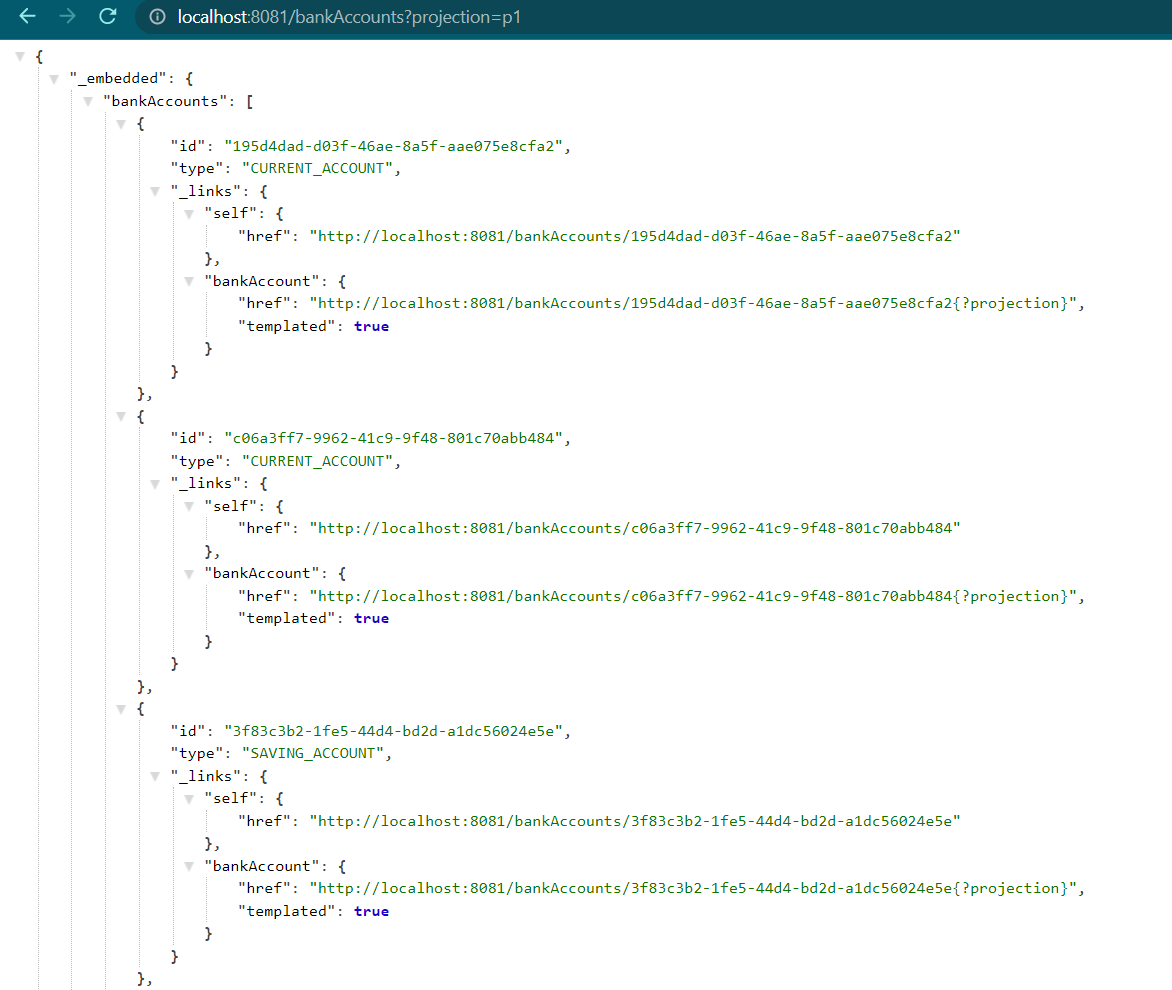 localhost:8081/bankAccounts?projection=p1
{
"_embedded": {
"bankAccounts": [
{
"id": "195d4dad-d03f-46ae-8a5f-aae075e8cfa2",
"type": "CURRENT_ACCOUNT",
"_links": {
"self": {
"href": "http://localhost:8081/bankAccounts/195d4dad-d03f-46ae-8a5f-aae075e8cfa2"
},
"bankAccount": {
"href": "http://localhost:8081/bankAccounts/195d4dad-d03f-46ae-8a5f-aae075e8cfa2{?projection}",
"templated": true
}
}
},
{
"id": "c06a3ff7-9962-41c9-9f48-801c70abb484",
"type": "CURRENT_ACCOUNT",
"_links": {
"self": {
"href": "http://localhost:8081/bankAccounts/c06a3ff7-9962-41c9-9f48-801c70abb484"
},
"bankAccount": {
"href": "http://localhost:8081/bankAccounts/c06a3ff7-9962-41c9-9f48-801c70abb484{?projection}",
"templated": true
}
}
},
{
"id": "3f83c3b2-1fe5-44d4-bd2d-a1dc56024e5e",
"type": "SAVING_ACCOUNT",
"_links": {
"self": {
"href": "http://localhost:8081/bankAccounts/3f83c3b2-1fe5-44d4-bd2d-a1dc56024e5e"
},
"bankAccount": {
"href": "http://localhost:8081/bankAccounts/3f83c3b2-1fe5-44d4-bd2d-a1dc56024e5e{?projection}",
"templated": true
}
}
},